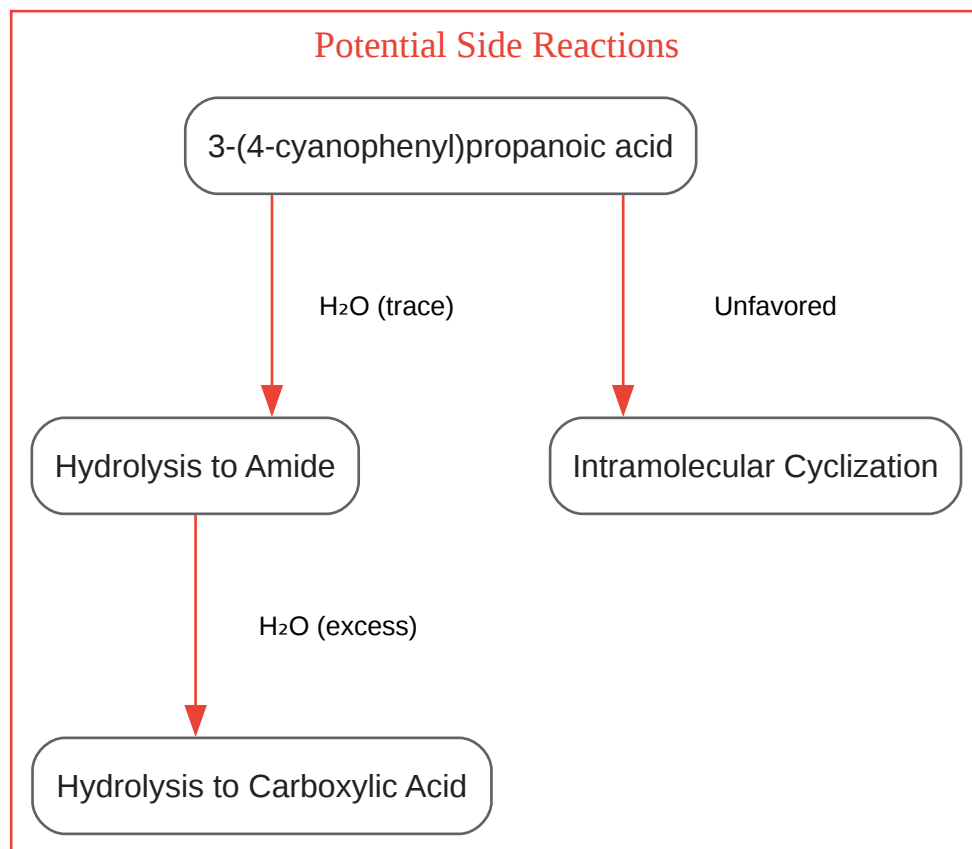 Potential Side Reactions
3-(4-cyanophenyl)propanoic acid
H₂O (trace)
Unfavored
Hydrolysis to Amide
Intramolecular Cyclization
H₂O (excess)
Hydrolysis to Carboxylic Acid